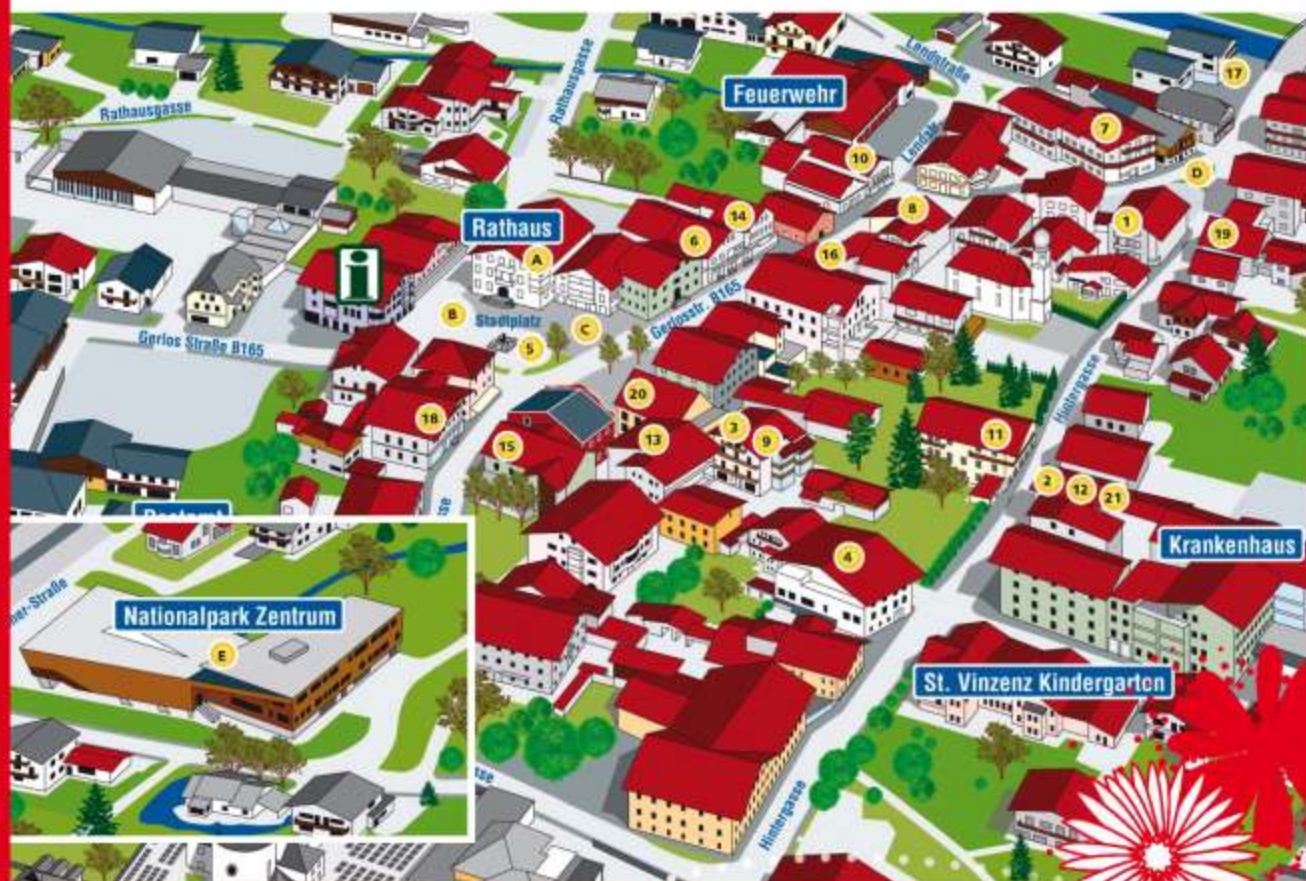 Rathausgasse
Rathausgasse
Feuerwehr
Lendstraße
17
7
10
Lendstr.
D
1
19
8
14
6
16
Rathaus
A
i
B
Stadtplatz
C
5
Gerlosstr. B165
Gerlos Straße B165
Hintergasse
18
20
15
13
3
9
11
2
12
21
Krankenhaus
4
Nationalpark Zentrum
E
St. Vinzenz Kindergarten
Hintergasse